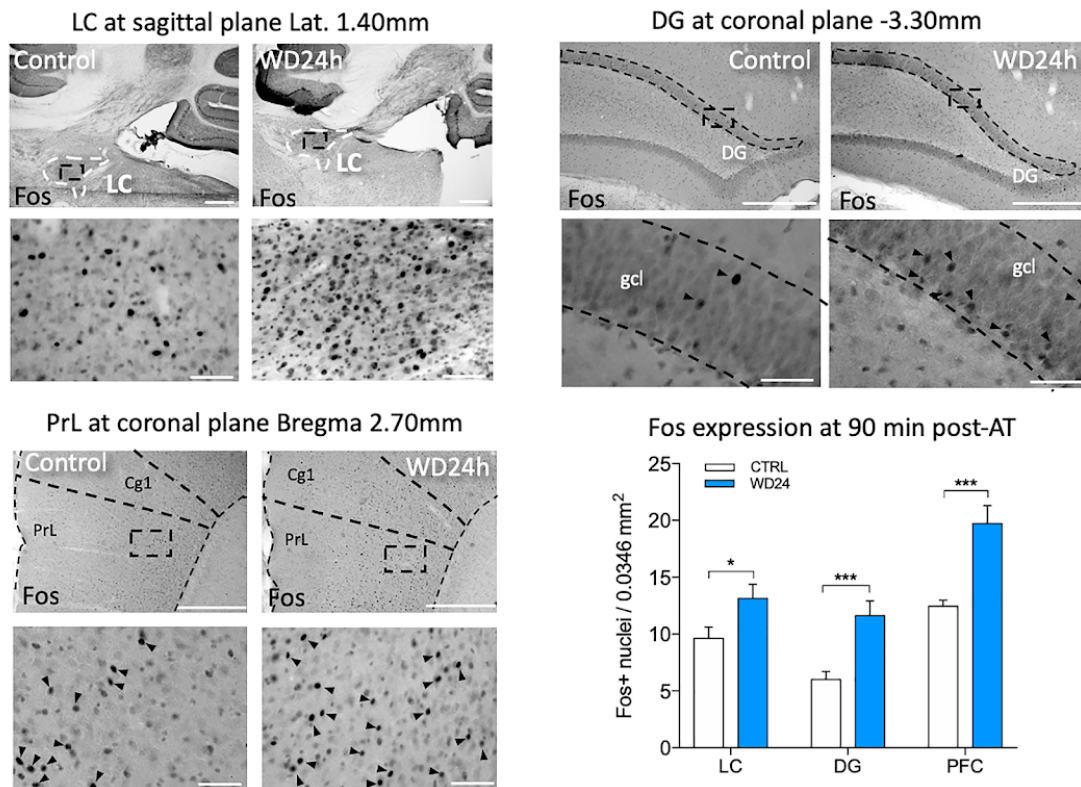 LC at sagittal plane Lat. 1.40mm
Control
WD24h
LC
LC
Fos
Fos
DG at coronal plane -3.30mm
Control
WD24h
DG
DG
Fos
Fos
gcl
gcl
PrL at coronal plane Bregma 2.70mm
Control
WD24h
Cg1
Cg1
PrL
PrL
Fos
Fos
Fos expression at 90 min post-AT
CTRL
WD24
Fos+ nuclei / 0.0346 mm²
25
20
15
10
5
0
*
***
***
LC
DG
PFC